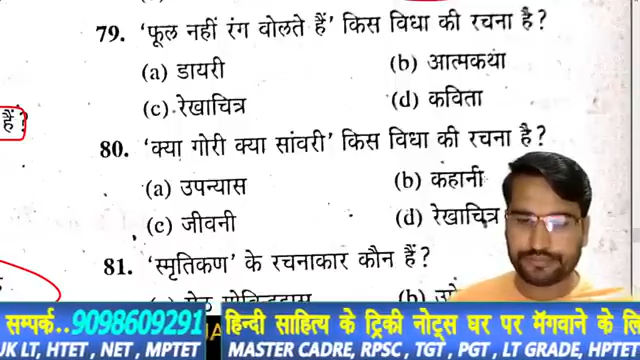 79. 'फूल नहीं रंग बोलते हैं' किस विधा की रचना है?
(a) डायरी (b) आत्मकथा
(c) रेखाचित्र (d) कविता
हैं?
80. 'क्या गोरी क्या सांवरी' किस विधा की रचना है?
(a) उपन्यास (b) कहानी
(c) जीवनी (d) रेखाचित्र
81. 'स्मृतिकण' के रचनाकार कौन हैं?
सम्पर्क..9098609291 हिन्दी साहित्य के ट्रिकी नोट्स घर पर मॅगवाने के लि
UK LT, HTET , NET , MPTET MASTER CADRE, RPSC , TGT , PGT , LT GRADE, HPTET